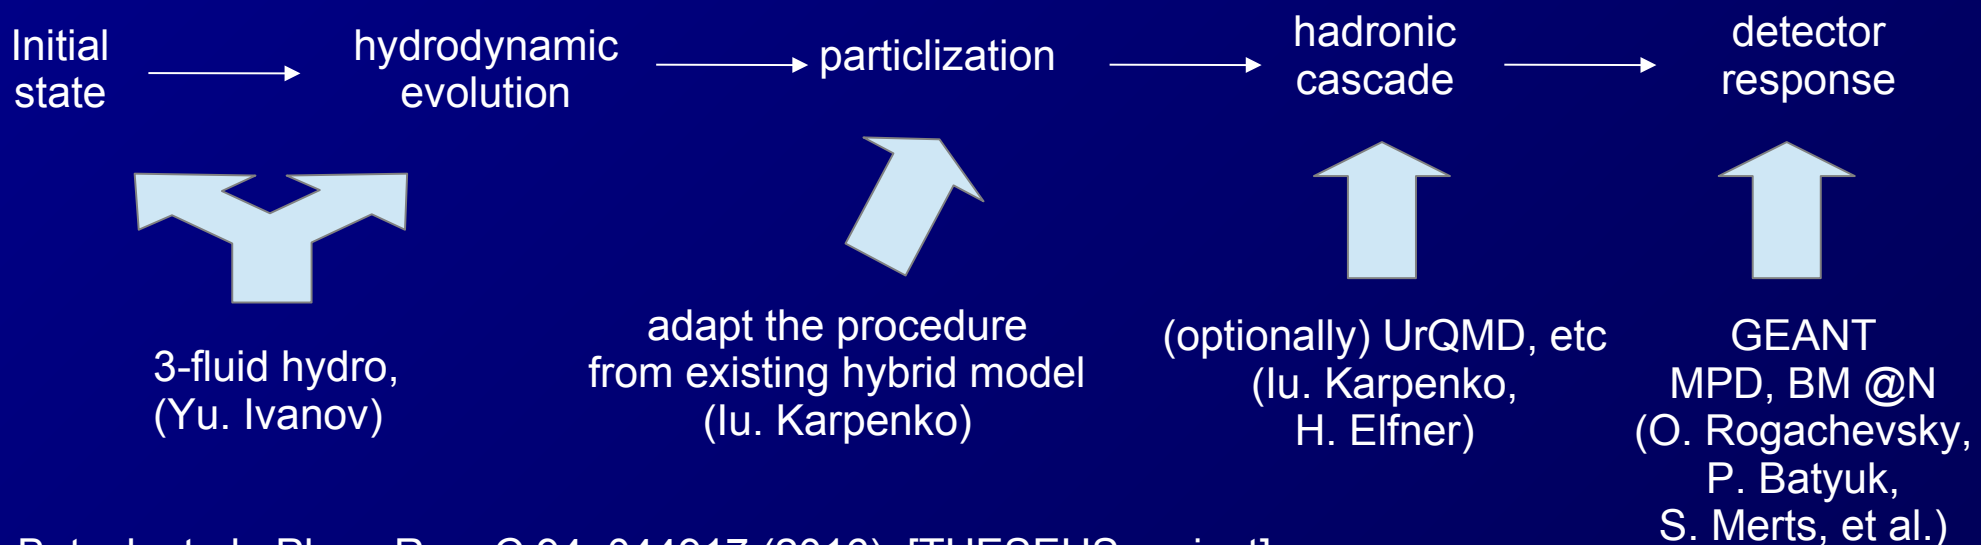 Initial
state
hydrodynamic
evolution
particlization
hadronic
cascade
detector
response
3-fluid hydro,
(Yu. Ivanov)
adapt the procedure
from existing hybrid model
(Iu. Karpenko)
(optionally) UrQMD, etc
(Iu. Karpenko,
H. Elfner)
GEANT
MPD, BM @N
(O. Rogachevsky,
P. Batyuk,
S. Merts, et al.)